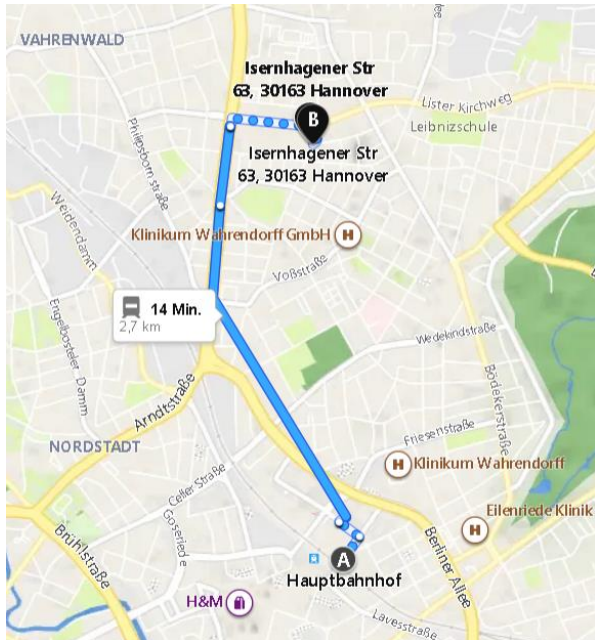 VAHRENWALD
Isernhagener Str
63, 30163 Hannover
Lister Kirchweg
Leibnizschule
B
Isernhagener Str
63, 30163 Hannover
Philipsbornstraße
Weidendamm
Klinikum Wahrendorff GmbH
H
Voßstraße
14 Min.
2,7 km
Engelbosteler Damm
Wedekindstraße
Bödekerstraße
Arndtstraße
Friesenstraße
NORDSTADT
H
Klinikum Wahrendorff
Celler Straße
Goseriede
Eilenriede Klinik
H
Brühlstraße
Berliner Allee
A
Hauptbahnhof
H&M
Lavesstraße